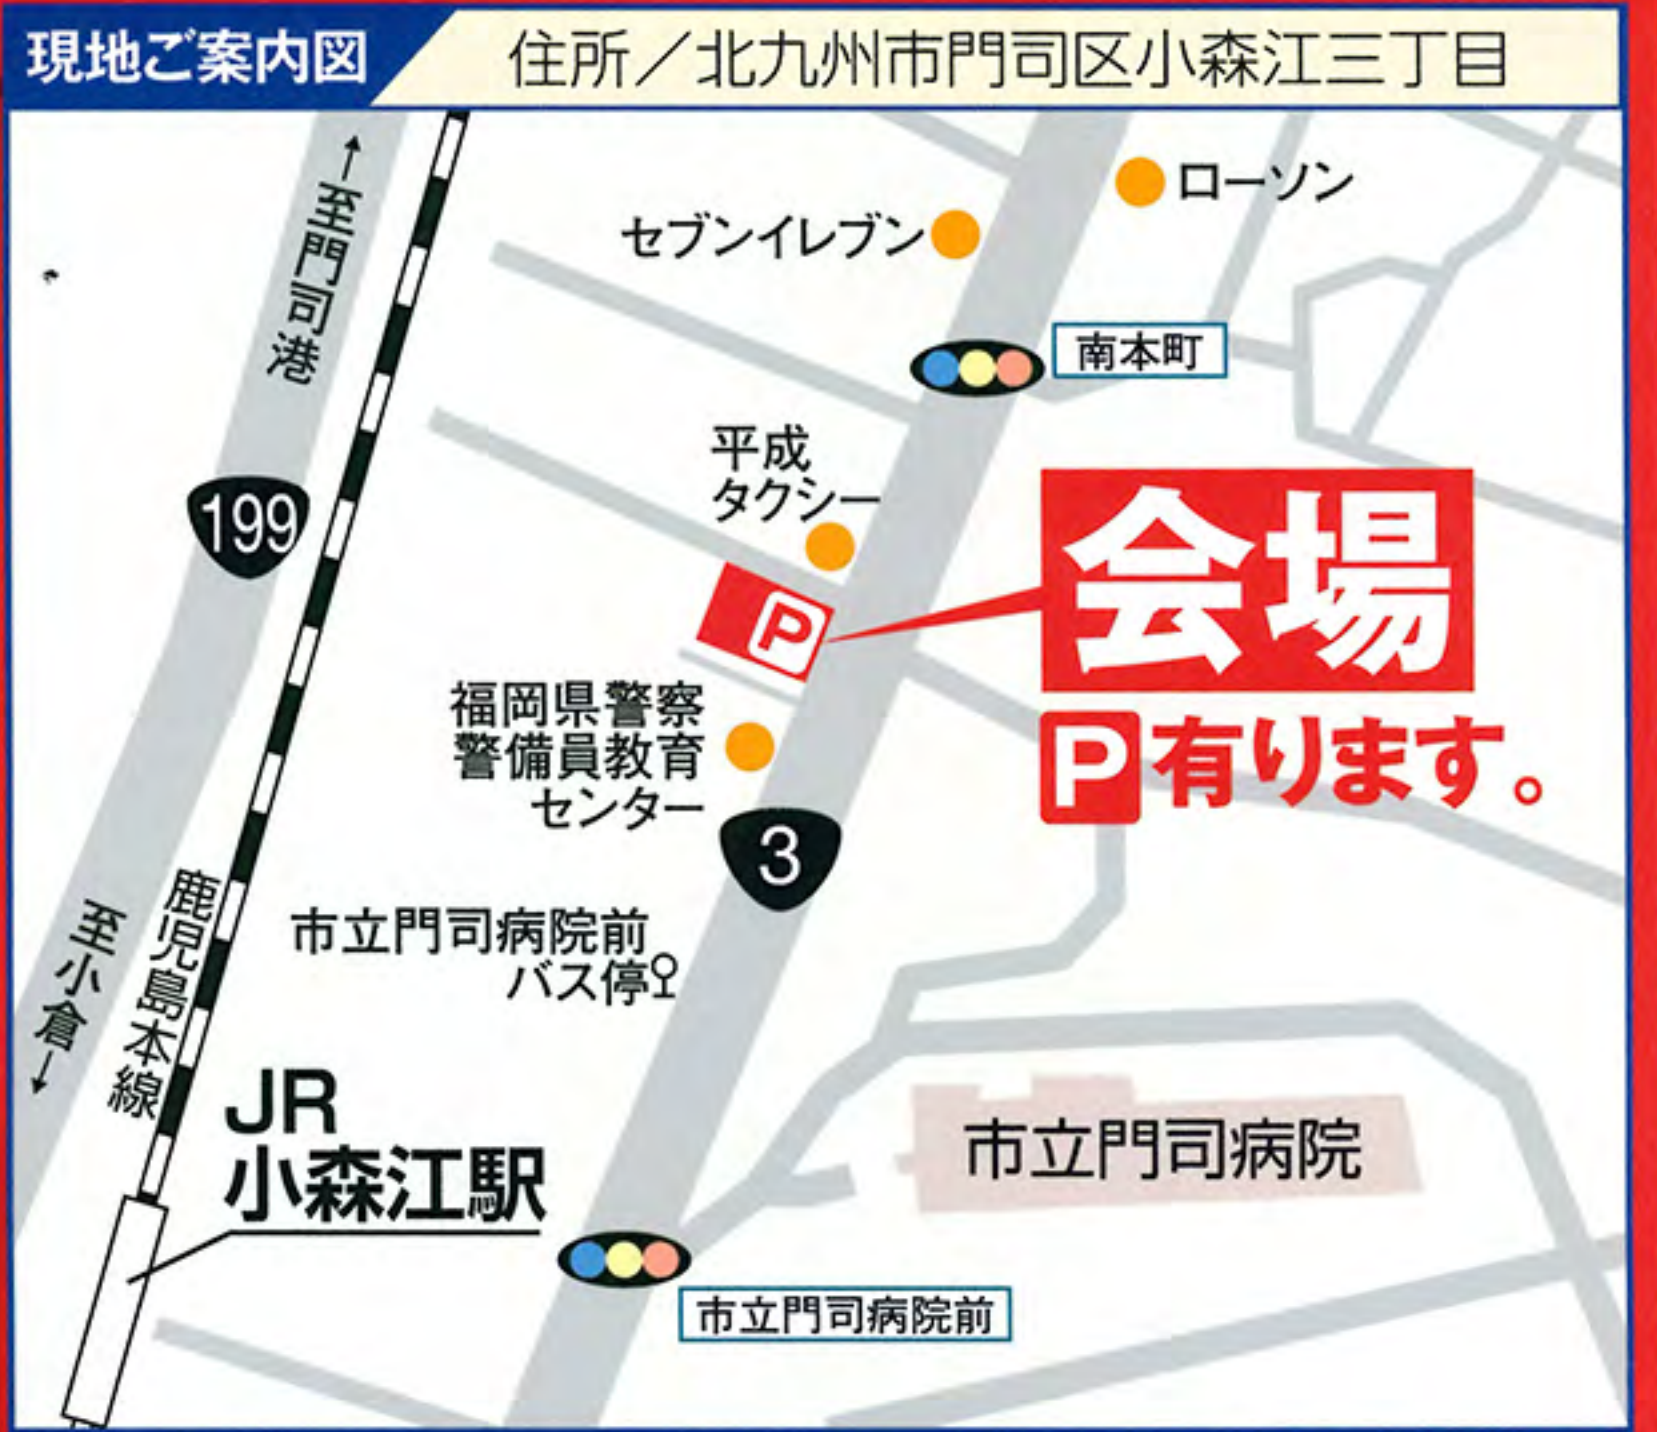 現地ご案内図
住所／北九州市門司区小森江三丁目
←至門司港
ローソン
セブンイレブン
南本町
平成
タクシー
199
会場
P
P有ります。
福岡県警察
警備員教育
センター
3
市立門司病院前
バス停
鹿児島本線
至小倉→
JR
小森江駅
市立門司病院
市立門司病院前